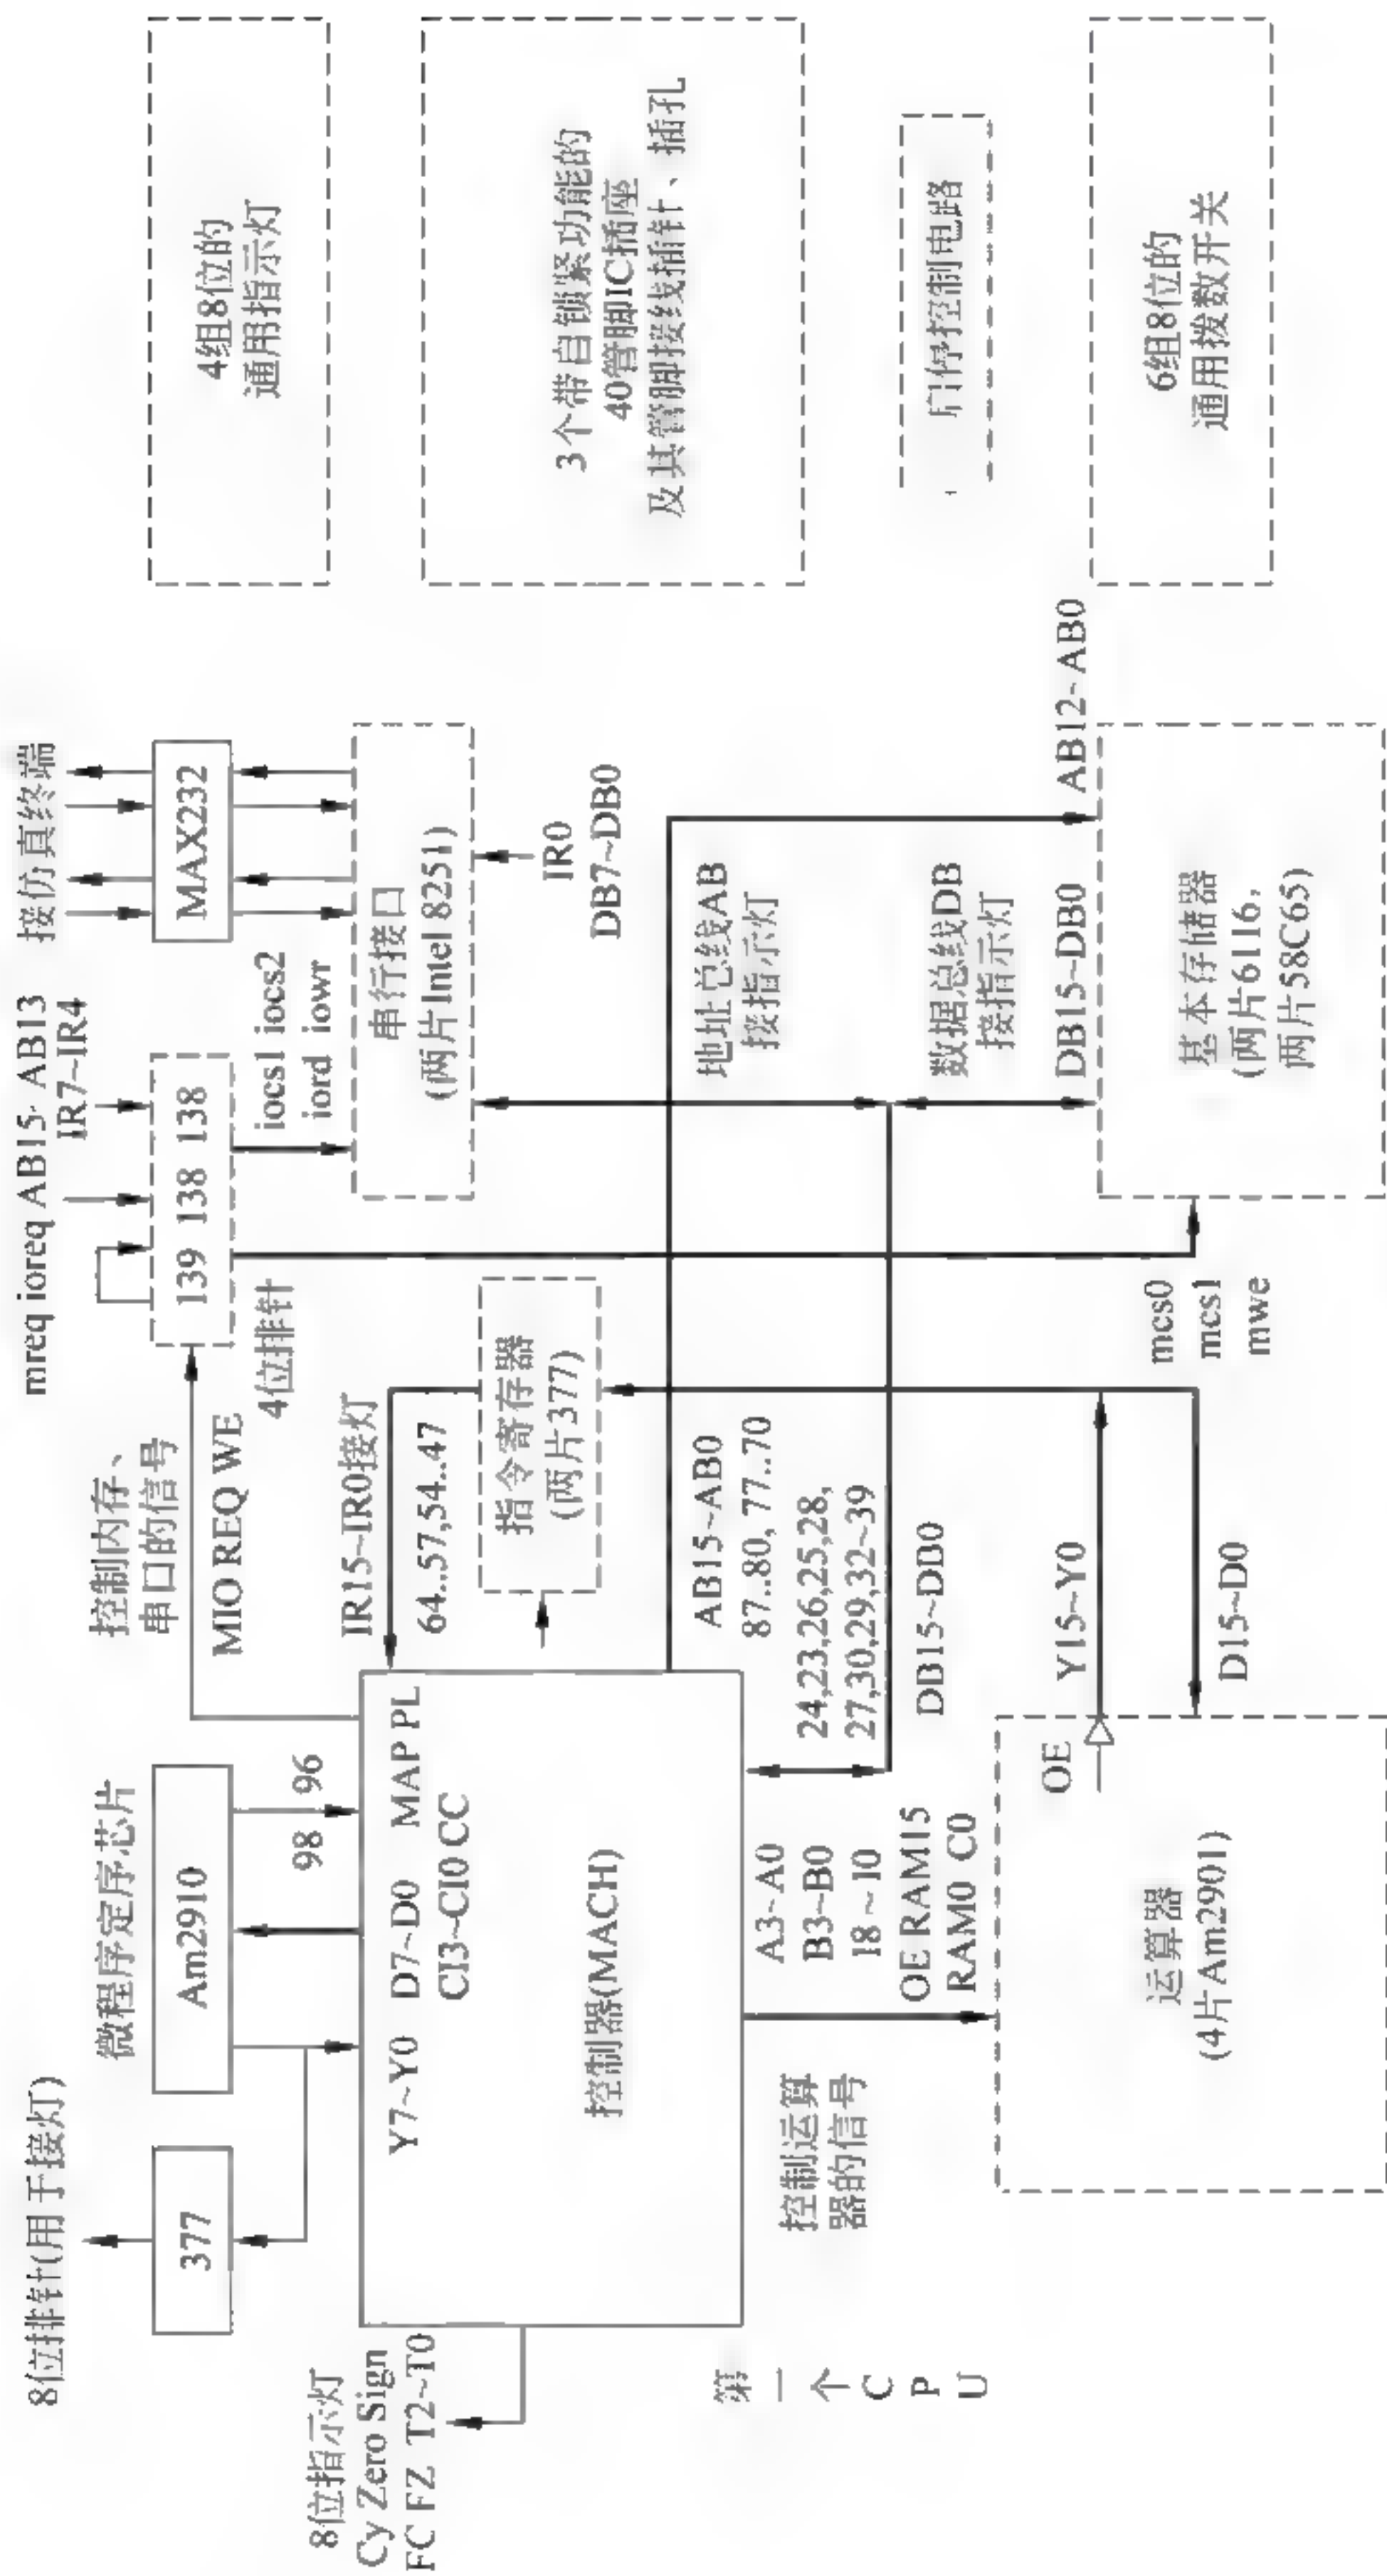 8位排针(用于接灯)
377
微程序定序芯片
Am2910
98 96
控制内存、
串口的信号
MIO REQ WE
mreq ioreq AB15~AB13
IR7~IR4
139 138 138
4位排针
接仿真终端
MAX232
iocs1 iocs2
iord iowr
串行接口
(两片Intel 8251)
IR0
DB7~DB0
4组8位的
通用指示灯
8位指示灯
Cy Zero Sign
FC FZ T2~T0
Y7~Y0 D7~D0 MAP PL
CI3~CI0 CC
控制器(MACH)
IR15~IR0接灯
64..57,54..47
指令寄存器
(两片377)
AB15~AB0
87..80, 77..70
24,23,26,25,28,
27,30,29,32~39
DB15~DB0
地址总线AB
接指示灯
数据总线DB
接指示灯
3个带自锁紧功能的
40管脚IC插座
及其管脚接线插针、插孔
启停控制电路
第
一
个
C
P
U
控制运算
器的信号
A3~A0
B3~B0
I8~I0
OE RAM15
RAM0 C0
运算器
(4片Am2901)
OE
Y15~Y0
D15~D0
mcs0
mcs1
mwe
DB15~DB0
AB12~AB0
基本存储器
(两片6116,
两片58C65)
6组8位的
通用拨数开关